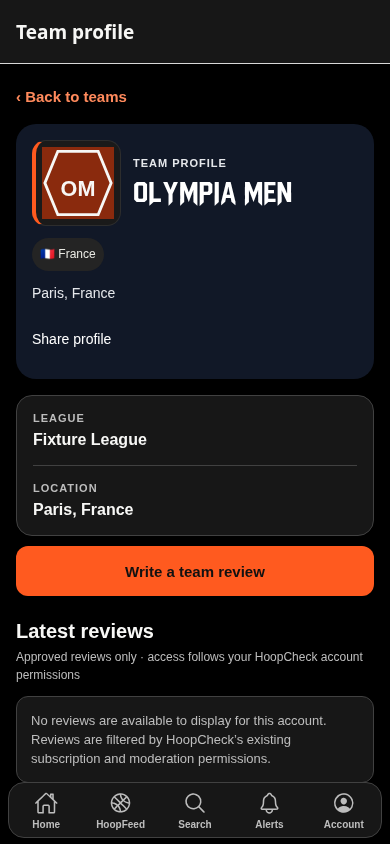 Team profile
‹ Back to teams
OM
TEAM PROFILE
OLYMPIA MEN
🇫🇷 France
Paris, France
Share profile
LEAGUE
Fixture League
LOCATION
Paris, France
Write a team review
Latest reviews
Approved reviews only · access follows your HoopCheck account
permissions
No reviews are available to display for this account.
Reviews are filtered by HoopCheck's existing
subscription and moderation permissions.
Home HoopFeed Search Alerts Account